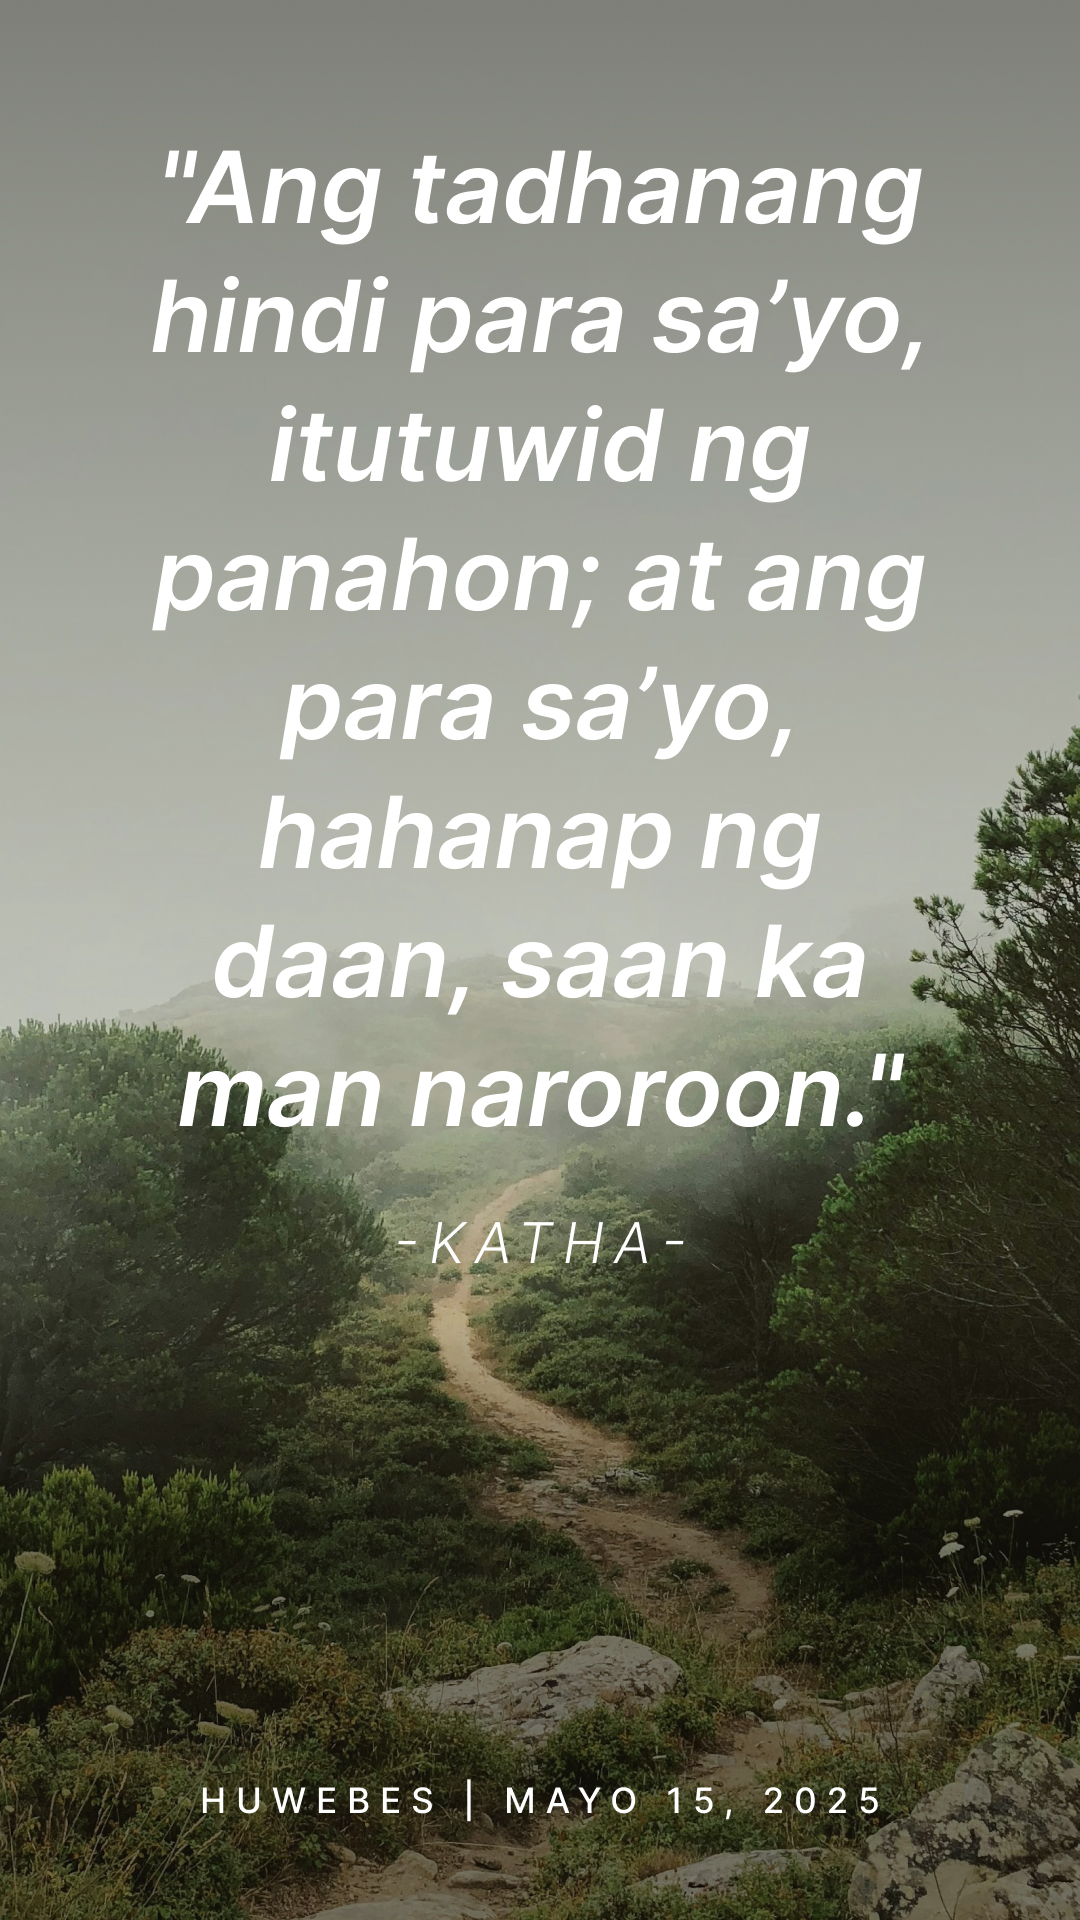 "Ang tadhanang
hindi para sa’yo,
itutuwid ng
panahon; at ang
para sa’yo,
hahanap ng
daan, saan ka
man naroroon."
-KATHA-
HUWEBES | MAYO 15, 2025